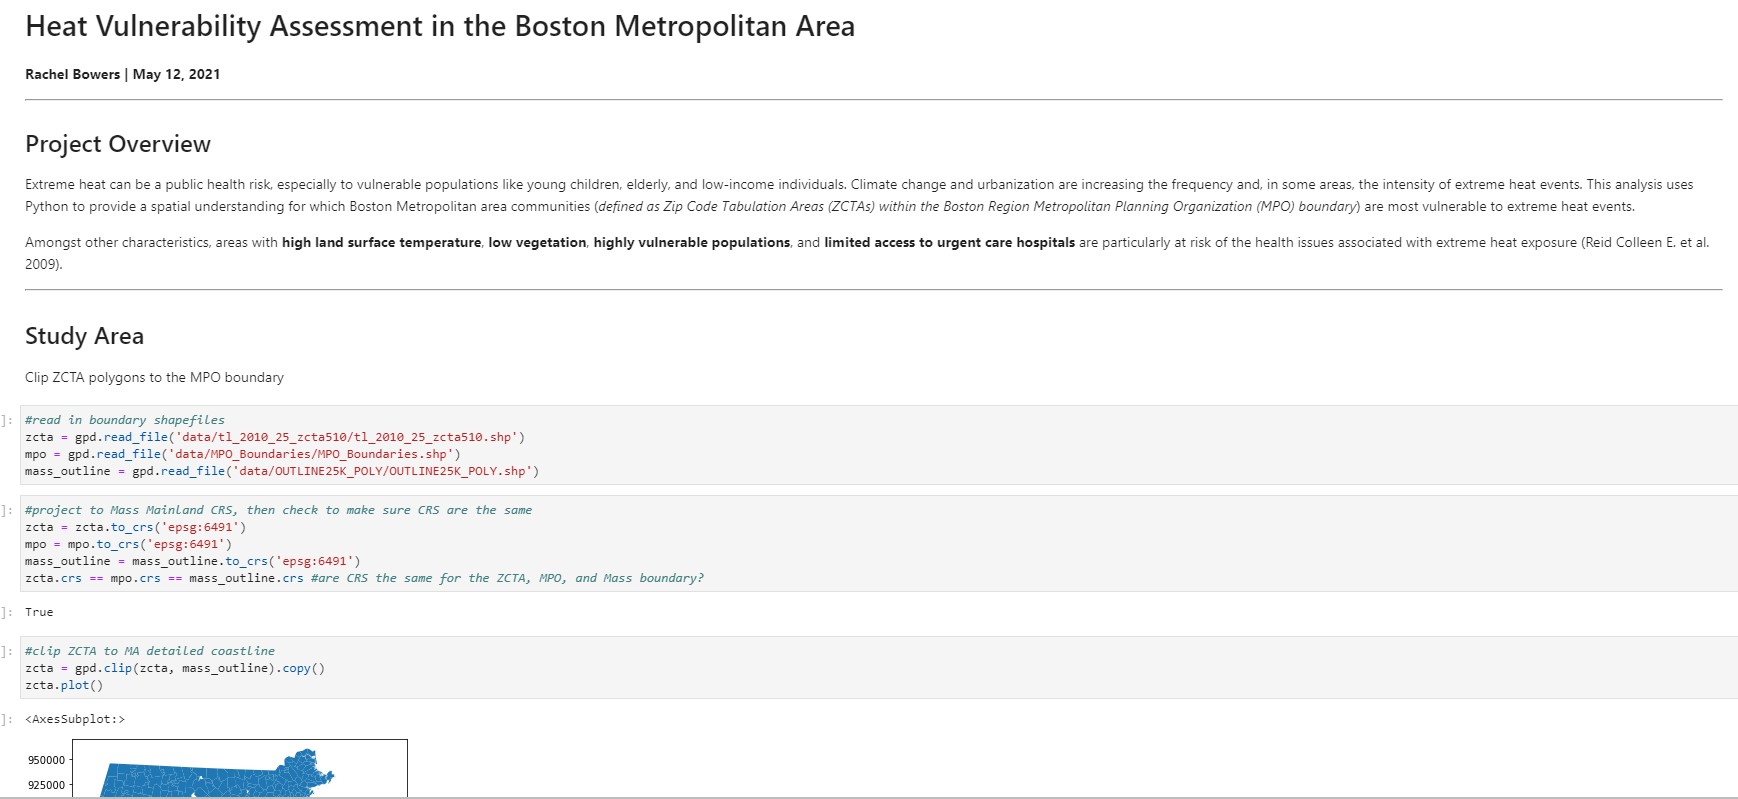 Heat Vulnerability Assessment in the Boston Metropolitan Area
Rachel Bowers | May 12, 2021
Project Overview
Extreme heat can be a public health risk, especially to vulnerable populations like young children, elderly, and low-income individuals. Climate change and urbanization are increasing the frequency and, in some areas, the intensity of extreme heat events. This analysis uses
Python to provide a spatial understanding for which Boston Metropolitan area communities (defined as Zip Code Tabulation Areas (ZCTAs) within the Boston Region Metropolitan Planning Organization (MPO) boundary) are most vulnerable to extreme heat events.
Amongst other characteristics, areas with high land surface temperature, low vegetation, highly vulnerable populations, and limited access to urgent care hospitals are particularly at risk of the health issues associated with extreme heat exposure (Reid Colleen E. et al.
2009).
Study Area
Clip ZCTA polygons to the MPO boundary
]: #read in boundary shapefiles
zcta = gpd.read_file('data/tl_2010_25_zcta510/tl_2010_25_zcta510.shp')
mpo = gpd.read_file('data/MPO_Boundaries/MPO_Boundaries.shp')
mass_outline = gpd.read_file('data/OUTLINE25K_POLY/OUTLINE25K_POLY.shp')
]: #project to Mass Mainland CRS, then check to make sure CRS are the same
zcta = zcta.to_crs('epsg:6491')
mpo = mpo.to_crs('epsg:6491')
mass_outline = mass_outline.to_crs('epsg:6491')
zcta.crs == mpo.crs == mass_outline.crs #are CRS the same for the ZCTA, MPO, and Mass boundary?
]: True
]: #clip ZCTA to MA detailed coastline
zcta = gpd.clip(zcta, mass_outline).copy()
zcta.plot()
]: <AxesSubplot:>
950000
925000